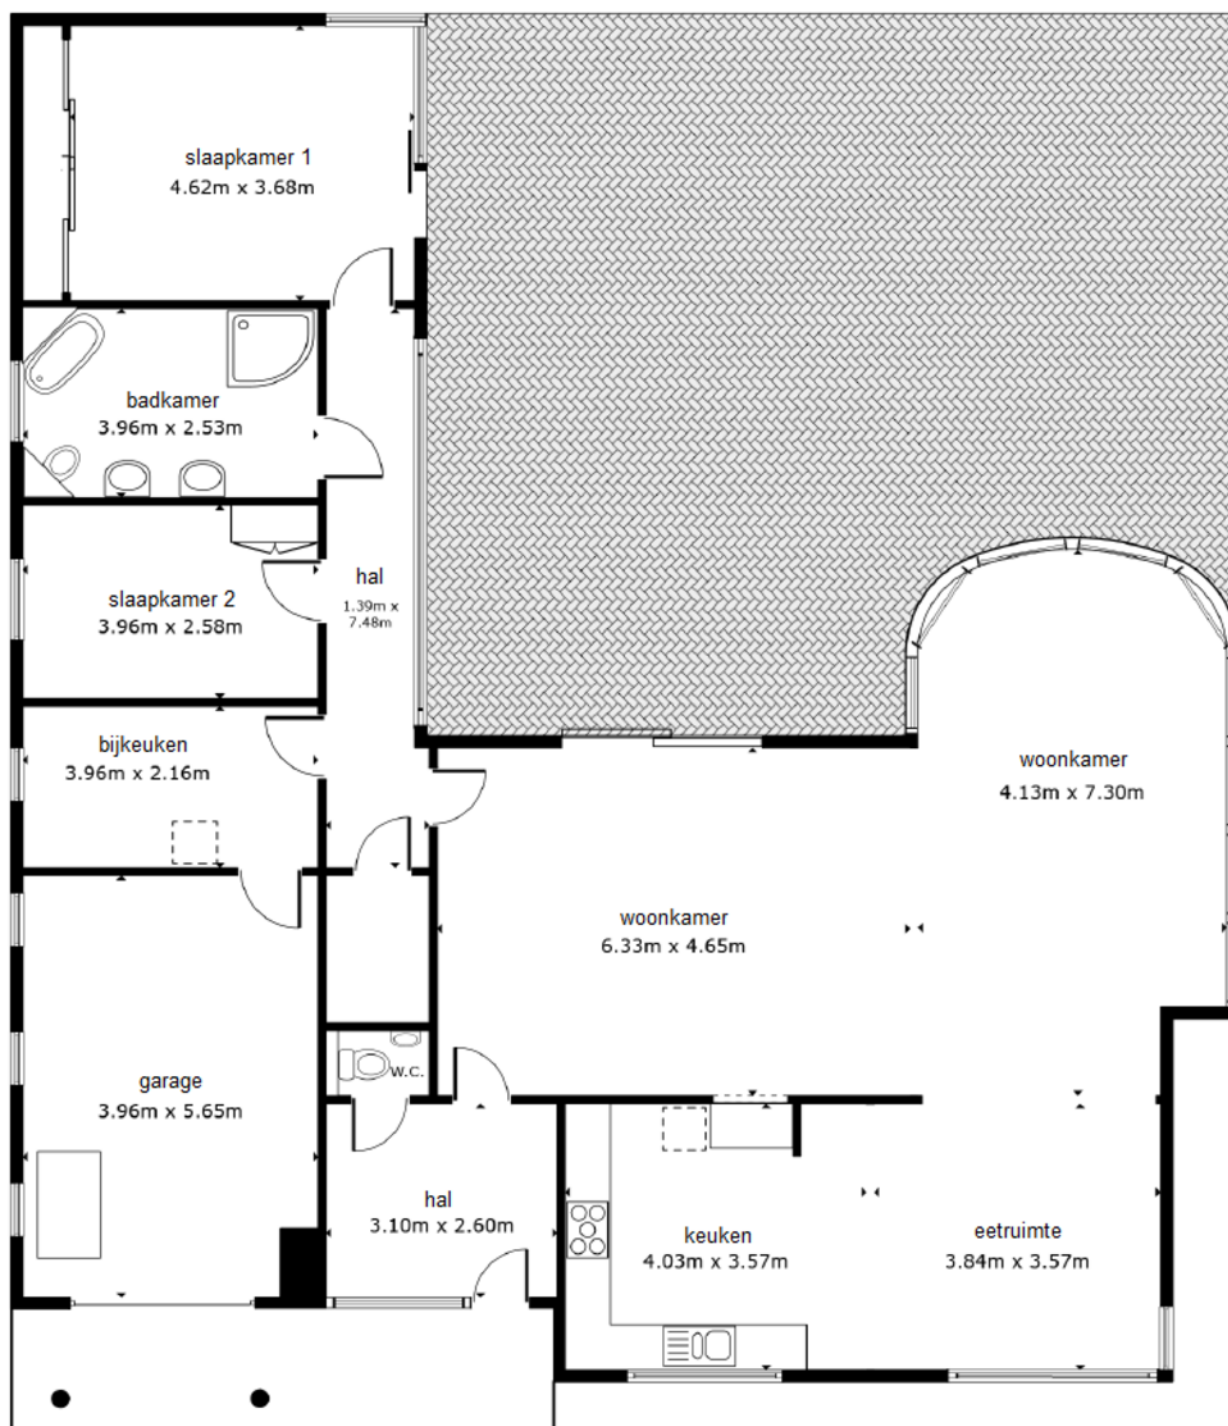 slaapkamer 1
4.62m x 3.68m
badkamer
3.96m x 2.53m
slaapkamer 2
3.96m x 2.58m
hal
1.39m x
7.48m
bijkeuken
3.96m x 2.16m
woonkamer
4.13m x 7.30m
woonkamer
6.33m x 4.65m
garage
3.96m x 5.65m
W.C.
hal
3.10m x 2.60m
keuken
4.03m x 3.57m
eetruimte
3.84m x 3.57m